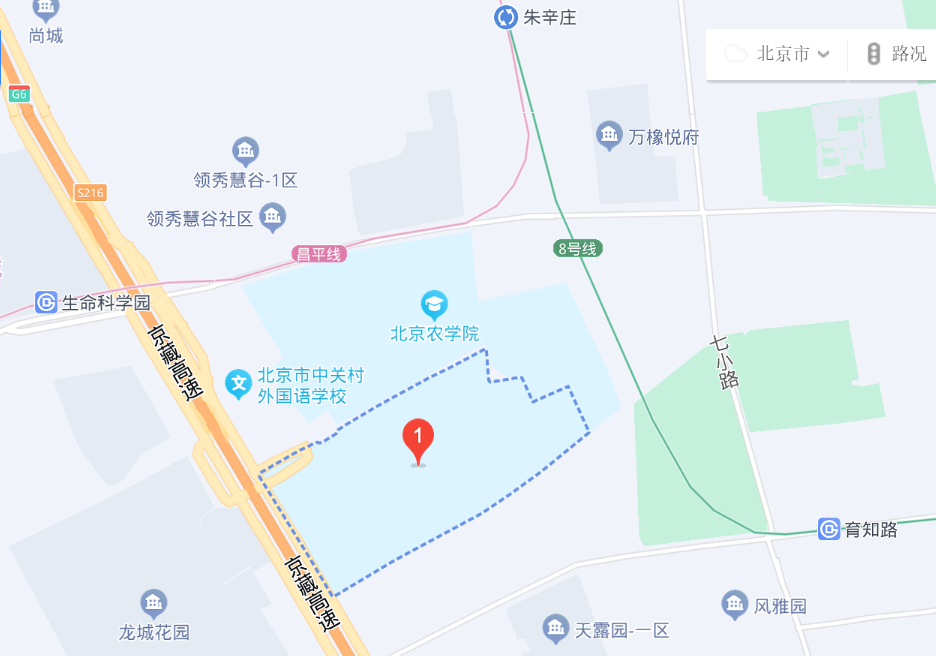 朱辛庄
尚城
北京市
路况
G6
万橡悦府
领秀慧谷-1区
S216
领秀慧谷社区
昌平线
8号线
生命科学园
北京农学院
京藏高速
七小路
北京市中关村
外国语学校
1
育知路
京藏高速
龙城花园
天露园-一区
风雅园